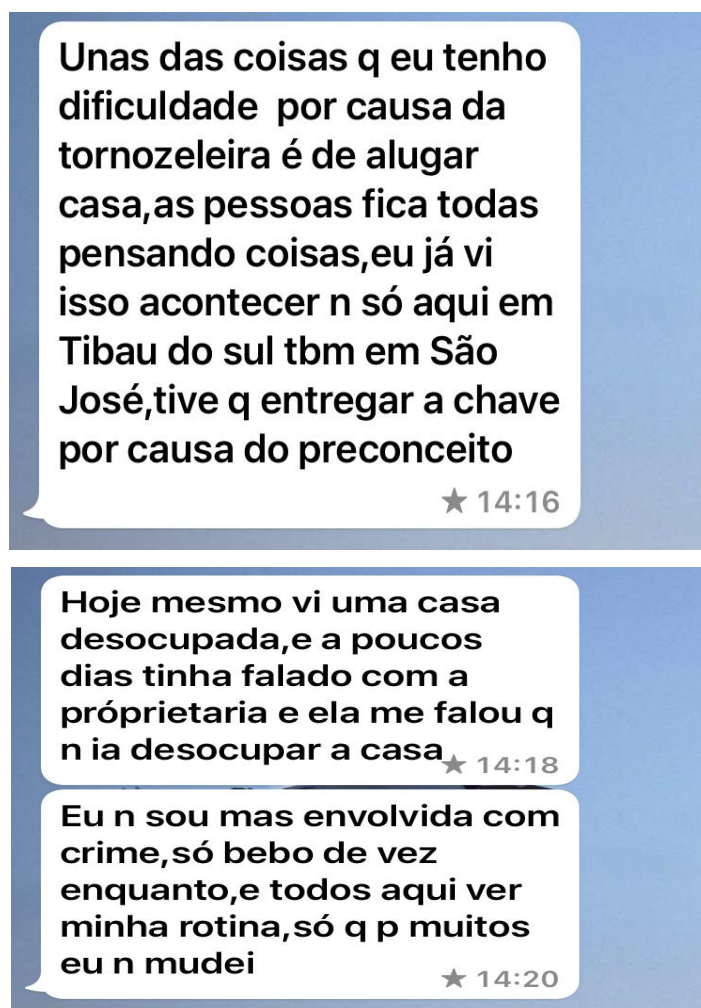 Unas das coisas q eu tenho
dificuldade  por causa da
tornozeleira é de alugar
casa,as pessoas fica todas
pensando coisas,eu já vi
isso acontecer n só aqui em
Tibau do sul tbm em São
José,tive q entregar a chave
por causa do preconceito
★ 14:16
Hoje mesmo vi uma casa
desocupada,e a poucos
dias tinha falado com a
próprietaria e ela me falou q
n ia desocupar a casa ★ 14:18
Eu n sou mas envolvida com
crime,só bebo de vez
enquanto,e todos aqui ver
minha rotina,só q p muitos
eu n mudei
★ 14:20